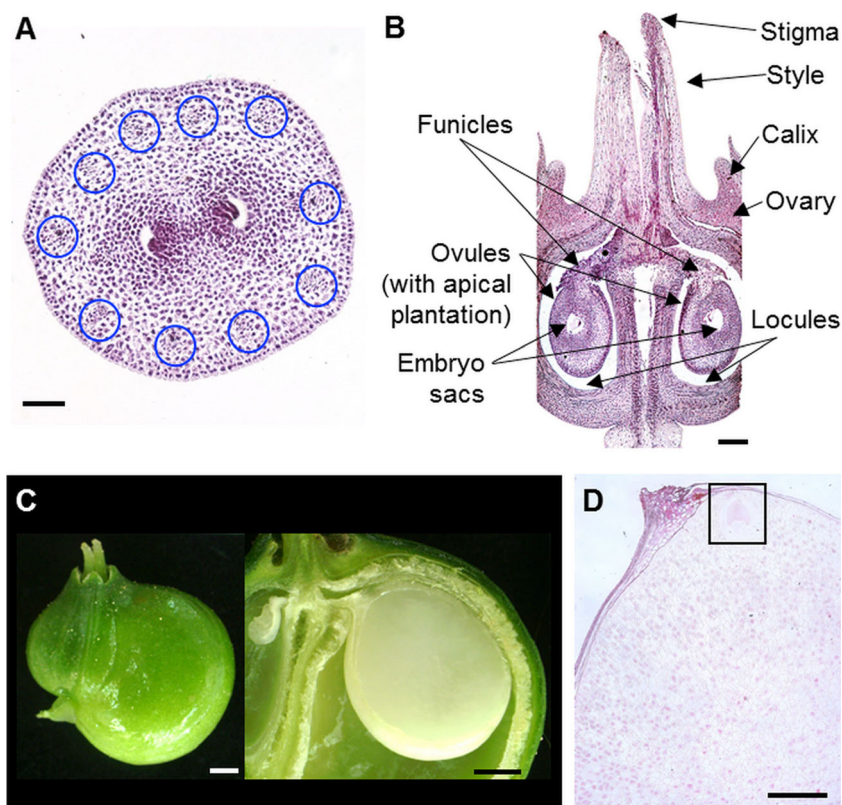 A
B
Stigma
Style
Funicles
Calix
Ovary
Ovules
(with apical
plantation)
Locules
Embryo
sacs
C
D